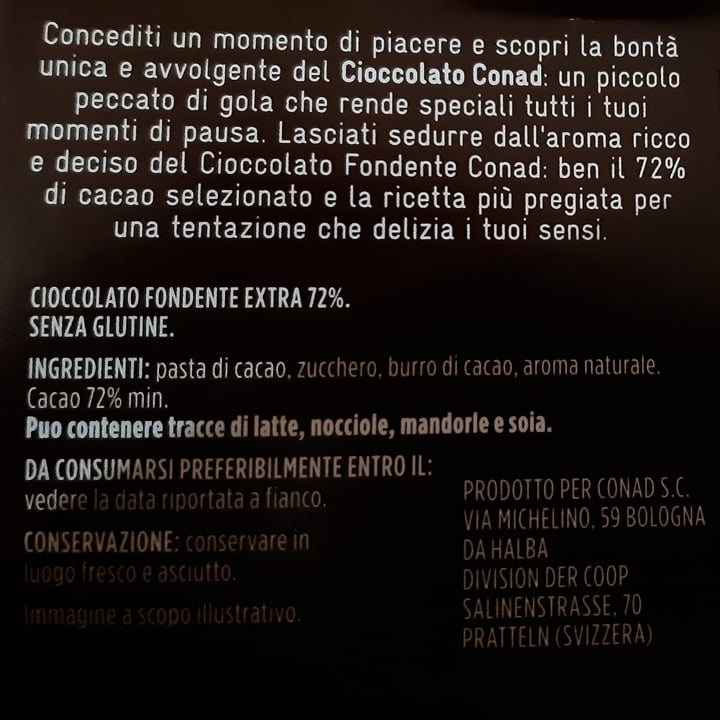 Concediti un momento di piacere e scopri la bontà
unica e avvolgente del Cioccolato Conad: un piccolo
peccato di gola che rende speciali tutti i tuoi
momenti di pausa. Lasciati sedurre dall'aroma ricco
e deciso del Cioccolato Fondente Conad: ben il 72%
di cacao selezionato e la ricetta più pregiata per
una tentazione che delizia i tuoi sensi.
CIOCCOLATO FONDENTE EXTRA 72%.
SENZA GLUTINE.
INGREDIENTI: pasta di cacao, zucchero, burro di cacao, aroma naturale.
Cacao 72% min.
Puo contenere tracce di latte, nocciole, mandorle e soia.
DA CONSUMARSI PREFERIBILMENTE ENTRO IL:
vedere la data riportata a fianco.
CONSERVAZIONE: conservare in
luogo fresco e asciutto.
Immagine a scopo illustrativo.
PRODOTTO PER CONAD S.C.
VIA MICHELINO, 59 BOLOGNA
DA HALBA
DIVISION DER COOP
SALINENSTRASSE, 70
PRATTELN (SVIZZERA)